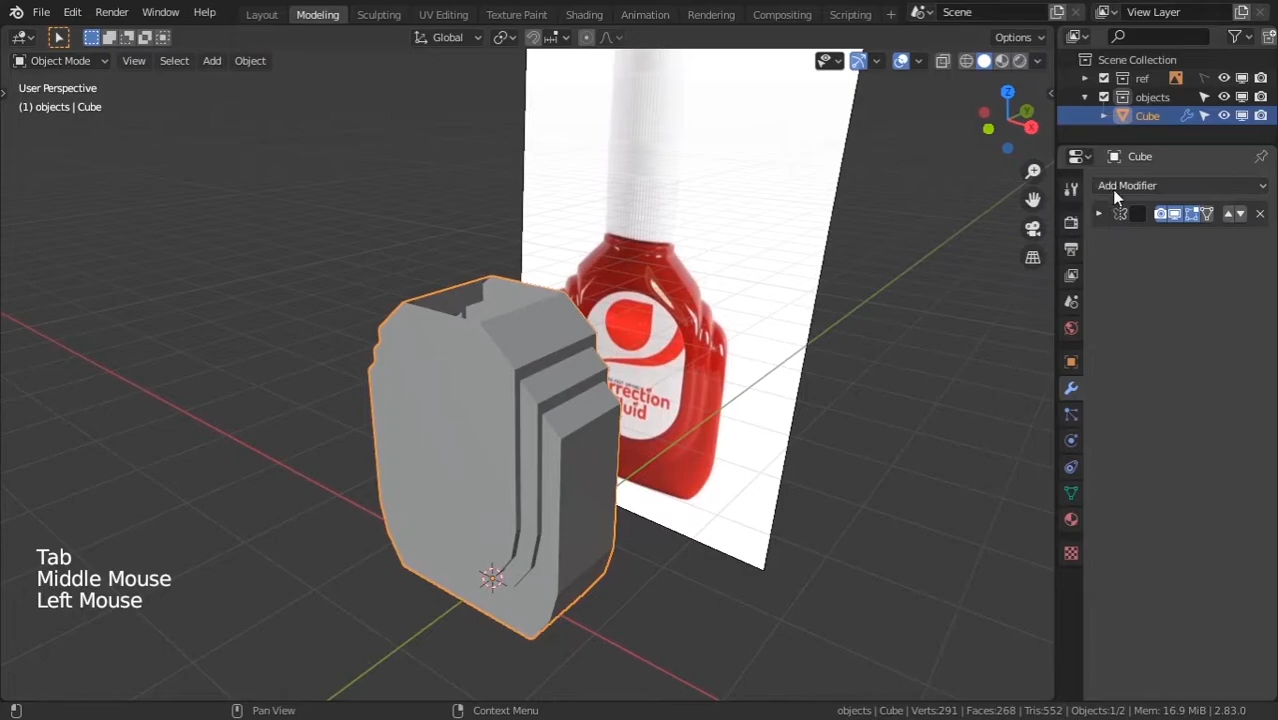 File Edit Render Window Help Layout Modeling Sculpting UV Editing Texture Paint Shading Animation Rendering Compositing Scripting Scene View Layer
Global Options
Object Mode View Select Add Object
User Perspective
(1) objects | Cube
Scene Collection
ref
objects
Cube
Cube
Add Modifier
X
Y
Z
rrection
luid
Tab
Middle Mouse
Left Mouse
Pan View Context Menu objects | Cube | Verts:291 | Faces:268 | Tris:552 | Objects:1/2 | Mem: 16.9 MiB | 2.83.0